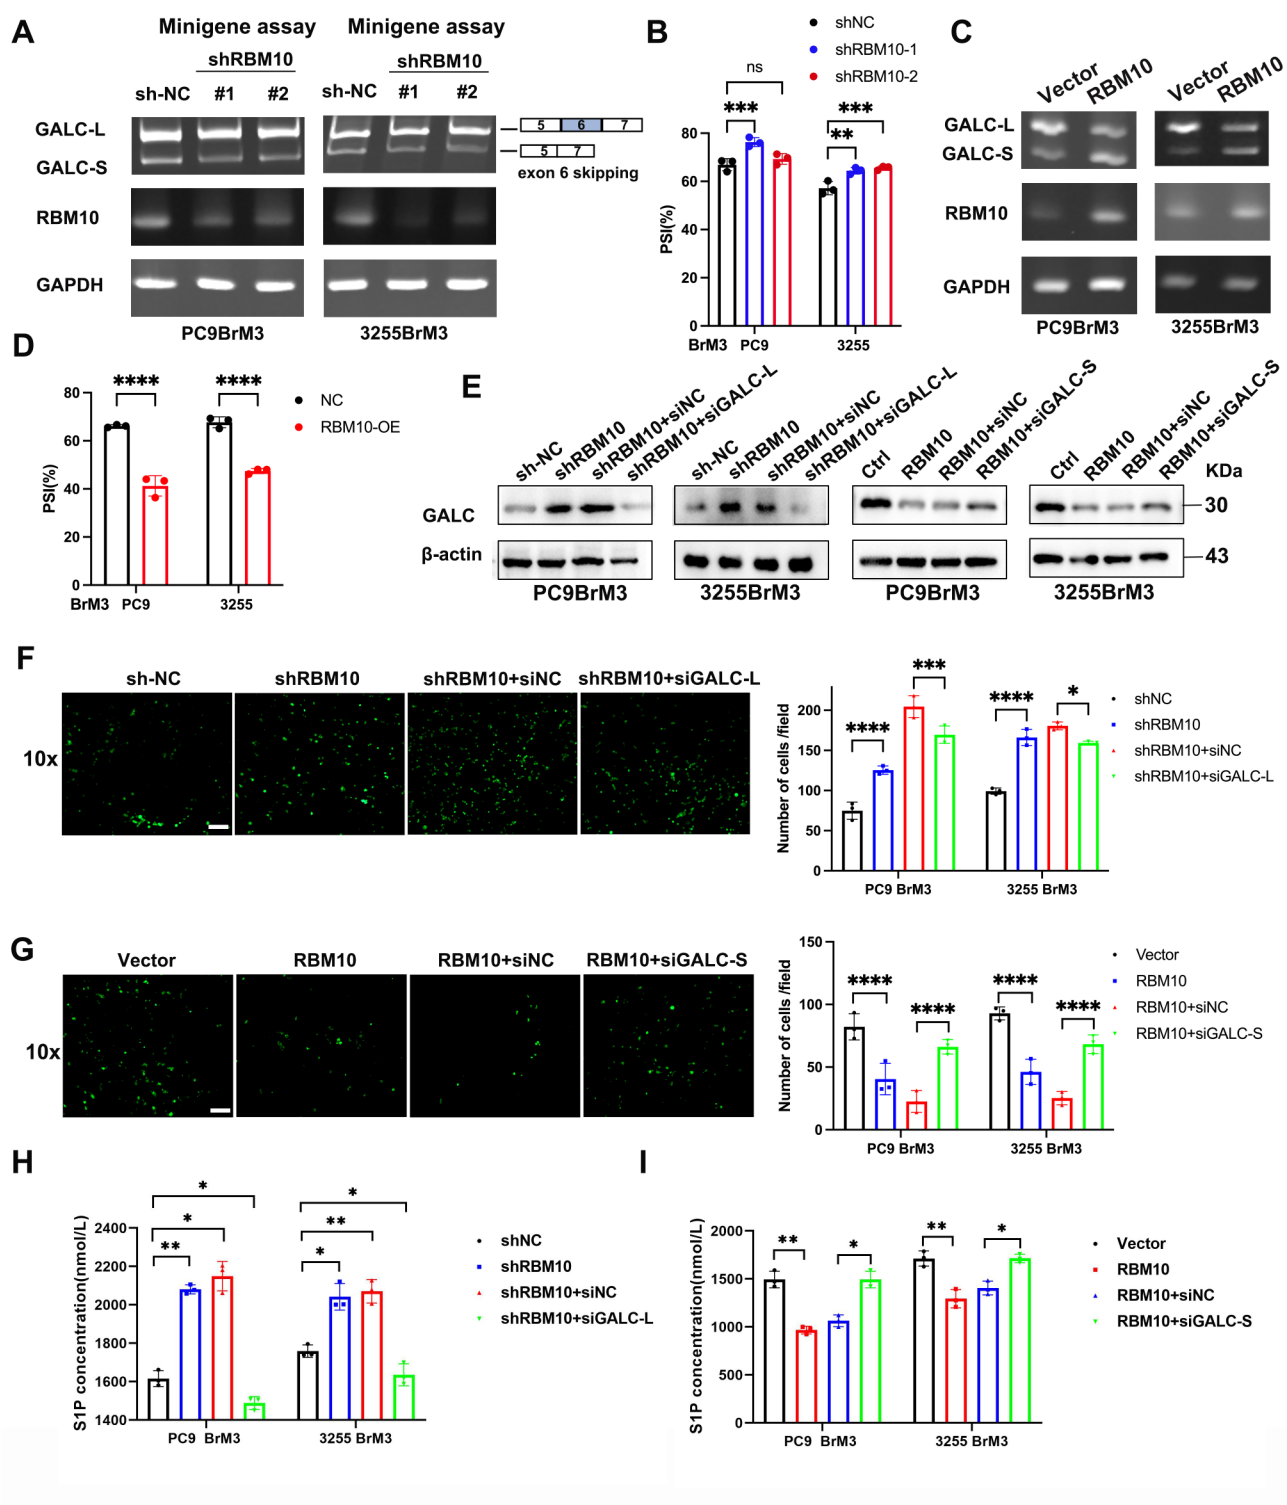 A
Minigene assay
Minigene assay
shRBM10
shRBM10
sh-NC #1 #2
sh-NC #1 #2
GALC-L
GALC-S
RBM10
GAPDH
5 6 7
5 7
exon 6 skipping
PC9BrM3
3255BrM3
B
shNC
shRBM10-1
shRBM10-2
ns
***
**
***
PSI(%)
80
60
40
20
0
BrM3 PC9 3255
C
Vector RBM10
Vector RBM10
GALC-L
GALC-S
RBM10
GAPDH
PC9BrM3
3255BrM3
D
****
****
NC
RBM10-OE
PSI(%)
80
60
40
20
0
BrM3 PC9 3255
E
sh-NC shRBM10 shRBM10+siNC shRBM10+siGALC-L
sh-NC shRBM10 shRBM10+siNC shRBM10+siGALC-L
Ctrl RBM10 RBM10+siNC RBM10+siGALC-S
Ctrl RBM10 RBM10+siNC RBM10+siGALC-S
KDa
GALC
30
β-actin
43
PC9BrM3
3255BrM3
PC9BrM3
3255BrM3
F
sh-NC
shRBM10
shRBM10+siNC
shRBM10+siGALC-L
10x
Number of cells /field
200
150
100
50
0
****
***
****
*
PC9 BrM3
3255 BrM3
shNC
shRBM10
shRBM10+siNC
shRBM10+siGALC-L
G
Vector
RBM10
RBM10+siNC
RBM10+siGALC-S
10x
Number of cells /field
150
100
50
0
****
****
****
****
PC9 BrM3
3255 BrM3
Vector
RBM10
RBM10+siNC
RBM10+siGALC-S
H
S1P concentration(nmol/L)
2400
2200
2000
1800
1600
1400
*
*
**
*
**
*
PC9 BrM3
3255 BrM3
shNC
shRBM10
shRBM10+siNC
shRBM10+siGALC-L
I
S1P concentration(nmol/L)
2000
1500
1000
500
0
**
*
**
*
PC9 BrM3
3255 BrM3
Vector
RBM10
RBM10+siNC
RBM10+siGALC-S